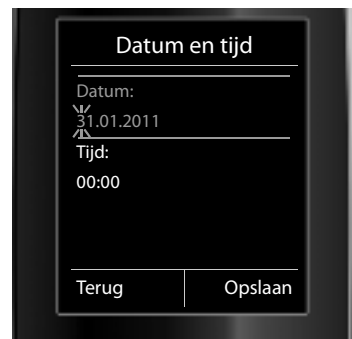 Datum en tijd
Datum:
31.01.2011
Tijd:
00:00
Terug Opslaan